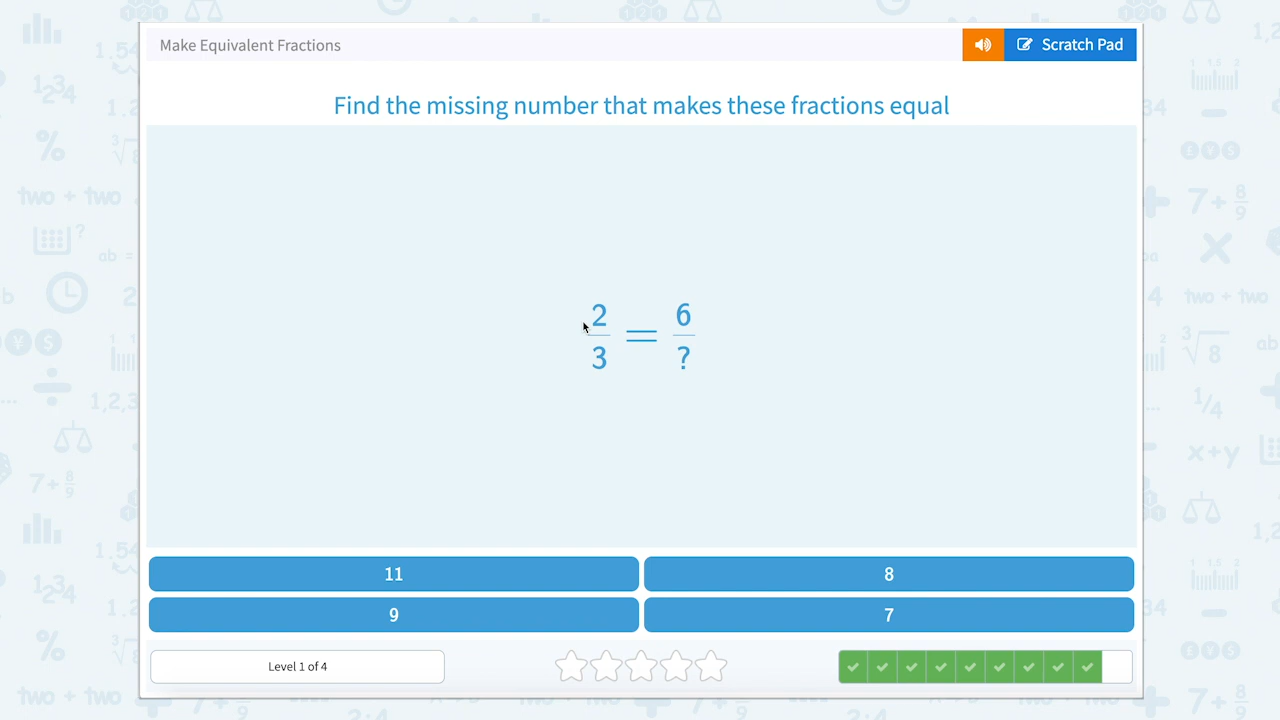 Make Equivalent Fractions
Scratch Pad
Find the missing number that makes these fractions equal
2/3 = 6/?
11
8
9
7
Level 1 of 4